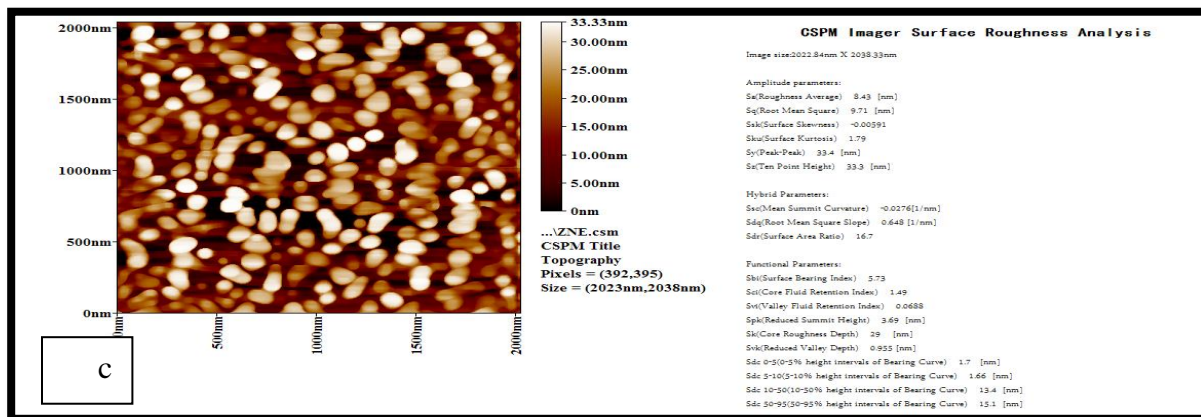 2000nm
1500nm
1000nm
500nm
0nm
500nm
1000nm
1500nm
2000nm
33.33nm
30.00nm
25.00nm
20.00nm
15.00nm
10.00nm
5.00nm
0nm
...\ZNE.csm
CSPM Title
Topography
Pixels = (392,395)
Size = (2023nm,2038nm)
c
CSPM Imager Surface Roughness Analysis
Image size:2022.84nm X 2038.33nm
Amplitude parameters:
Sa(Roughness Average) 8.43 [nm]
Sq(Root Mean Square) 9.71 [nm]
Ssk(Surface Skewness) -0.00591
Sku(Surface Kurtosis) 1.79
Sy(Peak-Peak) 33.4 [nm]
Sz(Ten Point Height) 33.3 [nm]
Hybrid Parameters:
Ssc(Mean Summit Curvature) -0.0276[1/nm]
Sdq(Root Mean Square Slope) 0.648 [1/nm]
Sdr(Surface Area Ratio) 16.7
Functional Parameters:
Sbi(Surface Bearing Index) 5.73
Sci(Core Fluid Retention Index) 1.49
Svi(Valley Fluid Retention Index) 0.0688
Spk(Reduced Summit Height) 3.69 [nm]
Sk(Core Roughness Depth) 29 [nm]
Svk(Reduced Valley Depth) 0.955 [nm]
Sdc 0-5(0-5% height intervals of Bearing Curve) 1.7 [nm]
Sdc 5-10(5-10% height intervals of Bearing Curve) 1.66 [nm]
Sdc 10-50(10-50% height intervals of Bearing Curve) 13.4 [nm]
Sdc 50-95(50-95% height intervals of Bearing Curve) 15.1 [nm]